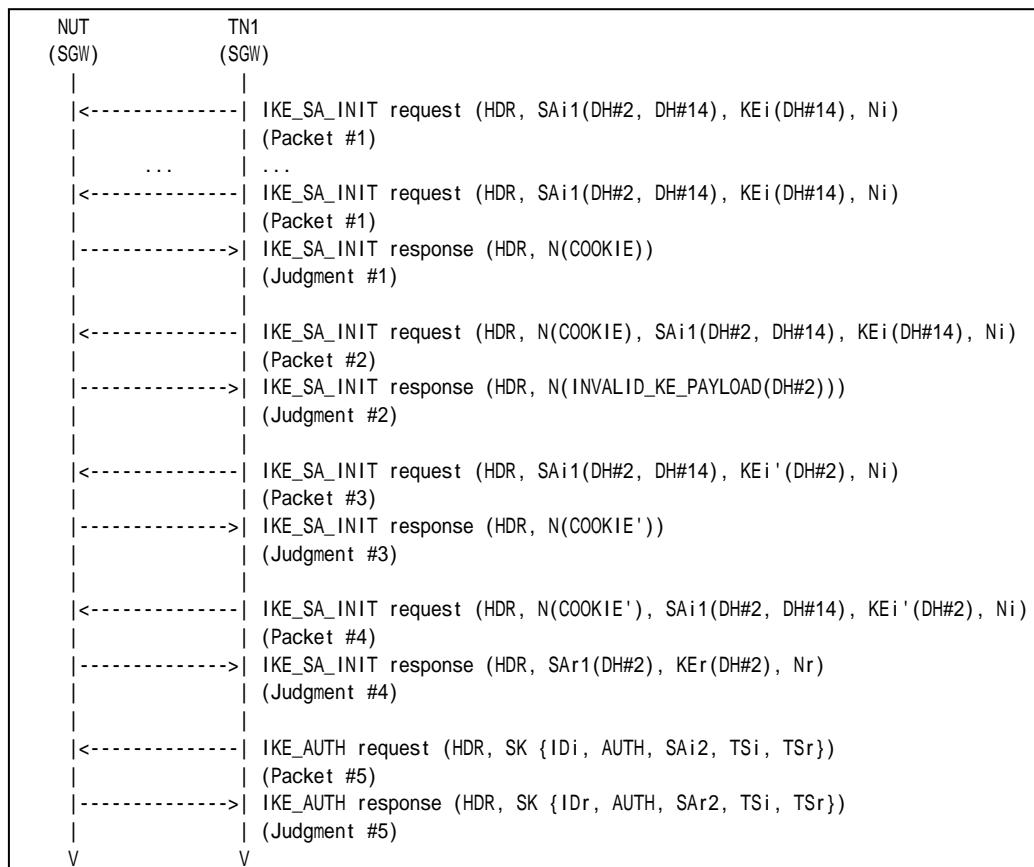 NUT TN1
(SGW) (SGW)
| |
|<--------------| IKE_SA_INIT request (HDR, SAi1(DH#2, DH#14), KEi(DH#14), Ni)
| | (Packet #1)
| ... | ...
|<--------------| IKE_SA_INIT request (HDR, SAi1(DH#2, DH#14), KEi(DH#14), Ni)
| | (Packet #1)
|-------------->| IKE_SA_INIT response (HDR, N(COOKIE))
| | (Judgment #1)
| |
|<--------------| IKE_SA_INIT request (HDR, N(COOKIE), SAi1(DH#2, DH#14), KEi(DH#14), Ni)
| | (Packet #2)
|-------------->| IKE_SA_INIT response (HDR, N(INVALID_KE_PAYLOAD(DH#2)))
| | (Judgment #2)
| |
|<--------------| IKE_SA_INIT request (HDR, SAi1(DH#2, DH#14), KEi'(DH#2), Ni)
| | (Packet #3)
|-------------->| IKE_SA_INIT response (HDR, N(COOKIE'))
| | (Judgment #3)
| |
|<--------------| IKE_SA_INIT request (HDR, N(COOKIE'), SAi1(DH#2, DH#14), KEi'(DH#2), Ni)
| | (Packet #4)
|-------------->| IKE_SA_INIT response (HDR, SAr1(DH#2), KEr(DH#2), Nr)
| | (Judgment #4)
| |
|<--------------| IKE_AUTH request (HDR, SK {IDi, AUTH, SAi2, TSi, TSr})
| | (Packet #5)
|-------------->| IKE_AUTH response (HDR, SK {IDr, AUTH, SAr2, TSi, TSr})
| | (Judgment #5)
V V